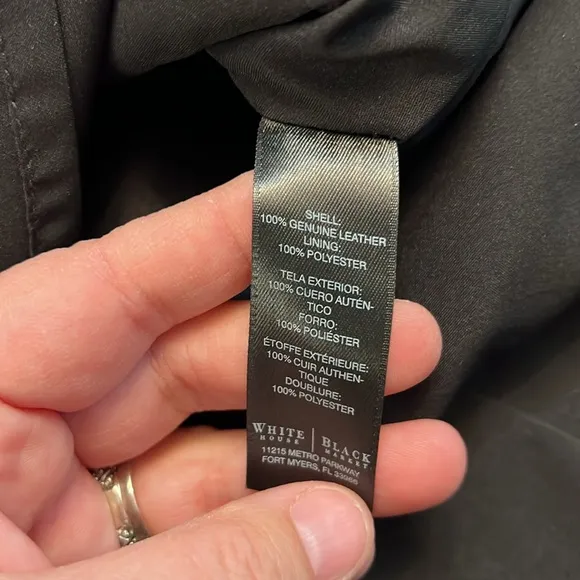 SHELL:
100% GENUINE LEATHER
LINING:
100% POLYESTER
TELA EXTERIOR:
100% CUERO AUTÉN-
TICO
FORRO:
100% POLIÉSTER
ÉTOFFE EXTÉRIEURE:
100% CUIR AUTHEN-
TIQUE
DOUBLURE:
100% POLYESTER
WHITE HOUSE | BLACK MARKET
11215 METRO PARKWAY
FORT MYERS, FL 33966